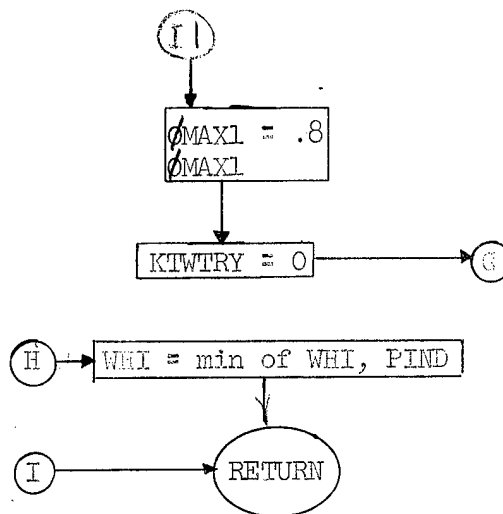 I1
ØMAX1 = .8
ØMAX1
KTWTRY = 0
G
H
WHI = min of WHI, PIND
I
RETURN